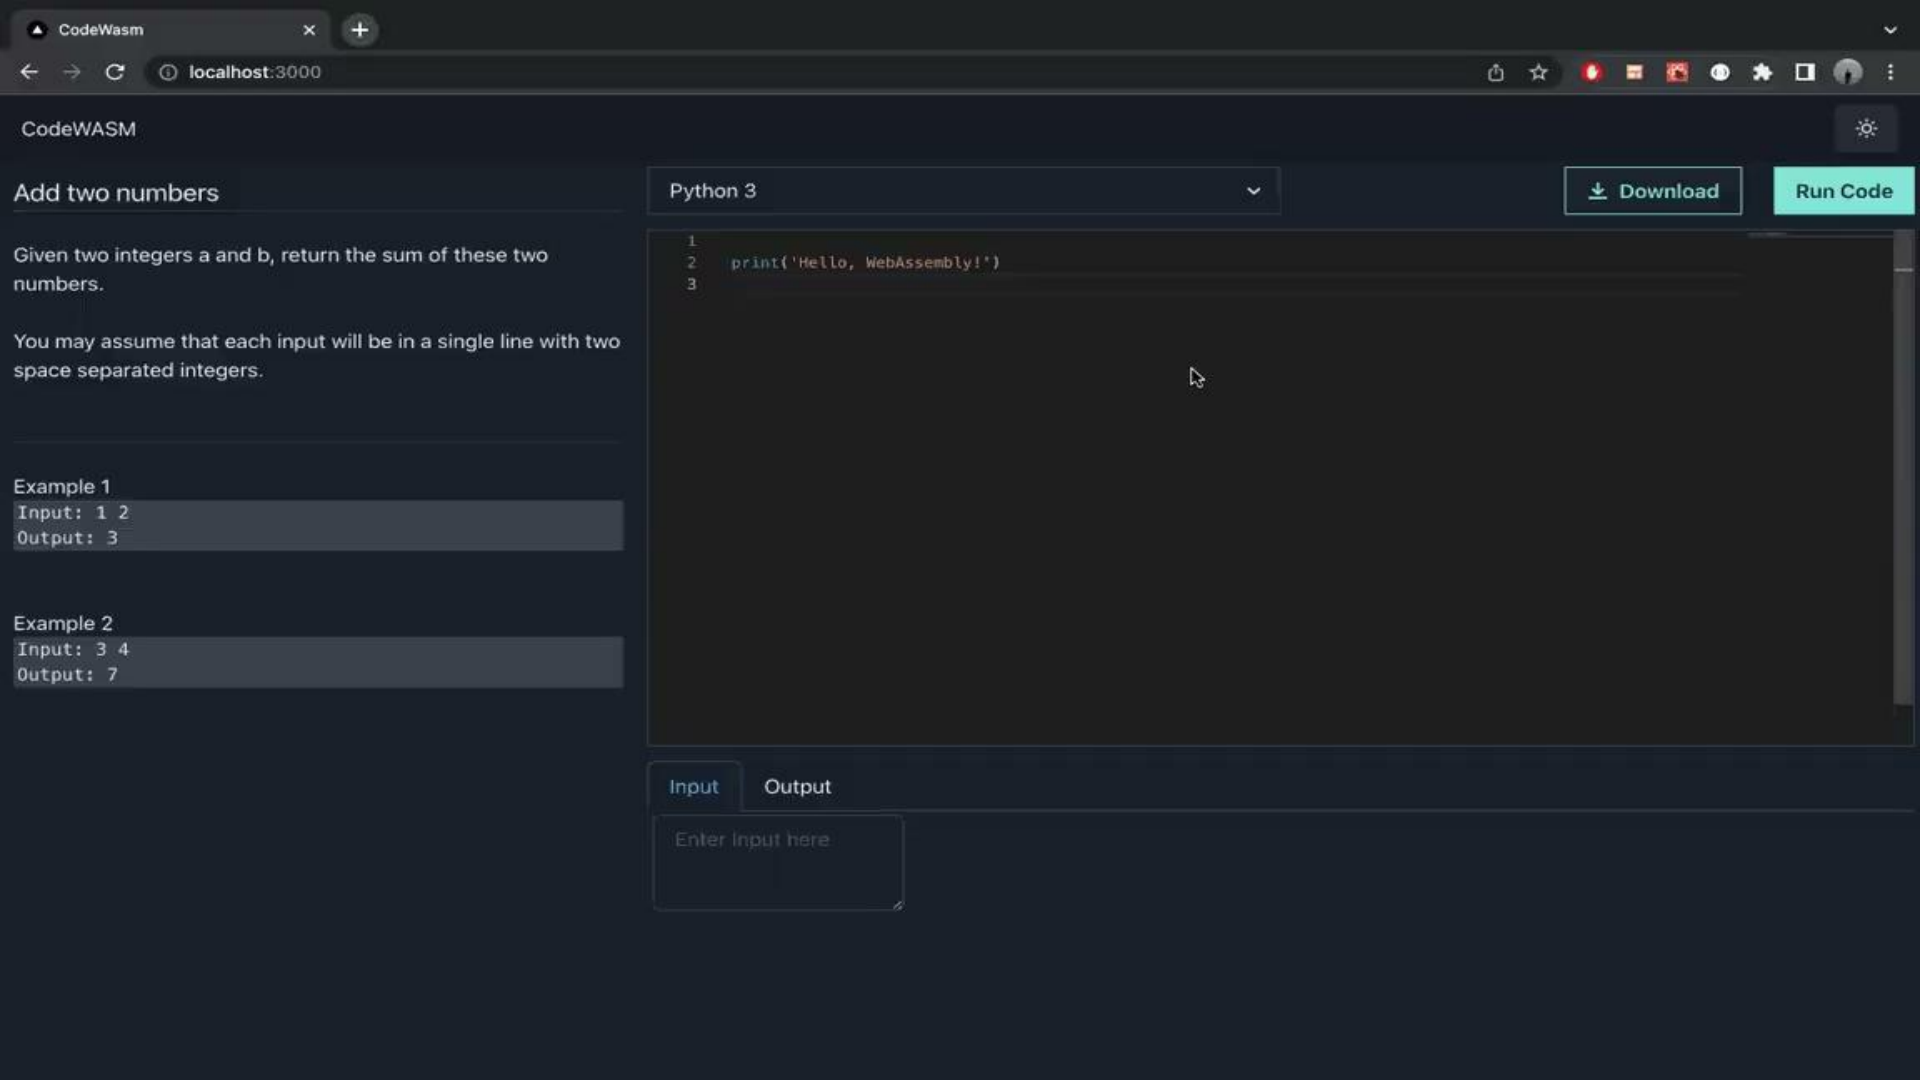 CodeWasm
localhost:3000
CodeWASM
Add two numbers
Given two integers a and b, return the sum of these two
numbers.
You may assume that each input will be in a single line with two
space separated integers.
Example 1
Input: 1 2
Output: 3
Example 2
Input: 3 4
Output: 7
Python 3
Download
Run Code
1
2 print('Hello, WebAssembly!')
3
Input
Output
Enter Input here